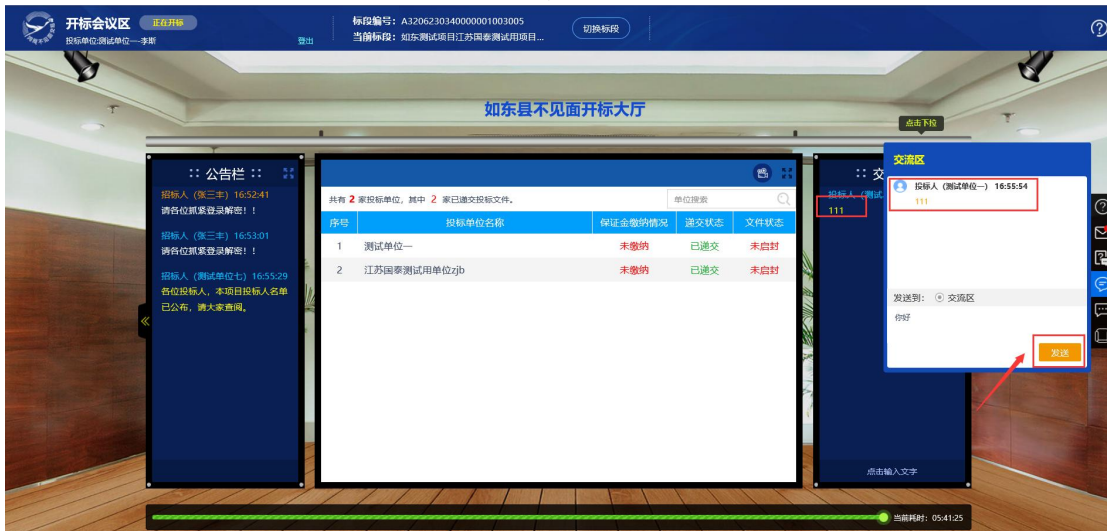 开标会议区 正在开标
投标单位:测试单位一-李斯 登出
标段编号：A3206230340000001003005
当前标段：如东测试项目江苏国泰测试用项目...
切换标段
如东县不见面开标大厅
点击下拉
:: 公告栏 ::
招标人（张三丰）16:52:41
请各位抓紧登录解密！！
招标人（张三丰）16:53:01
请各位抓紧登录解密！！
招标人（测试单位七）16:55:29
各位投标人，本项目投标人名单
已公布，请大家查阅。
共有 2 家投标单位，其中 2 家已递交投标文件。
单位搜索
序号 投标单位名称 保证金缴纳情况 递交状态 文件状态
1 测试单位一 未缴纳 已递交 未启封
2 江苏国泰测试用单位zjb 未缴纳 已递交 未启封
:: 交
投标人（测试
111
点击输入文字
交流区
投标人（测试单位一）16:55:54
111
发送到： 交流区
你好
发送
当前耗时：05:41:25